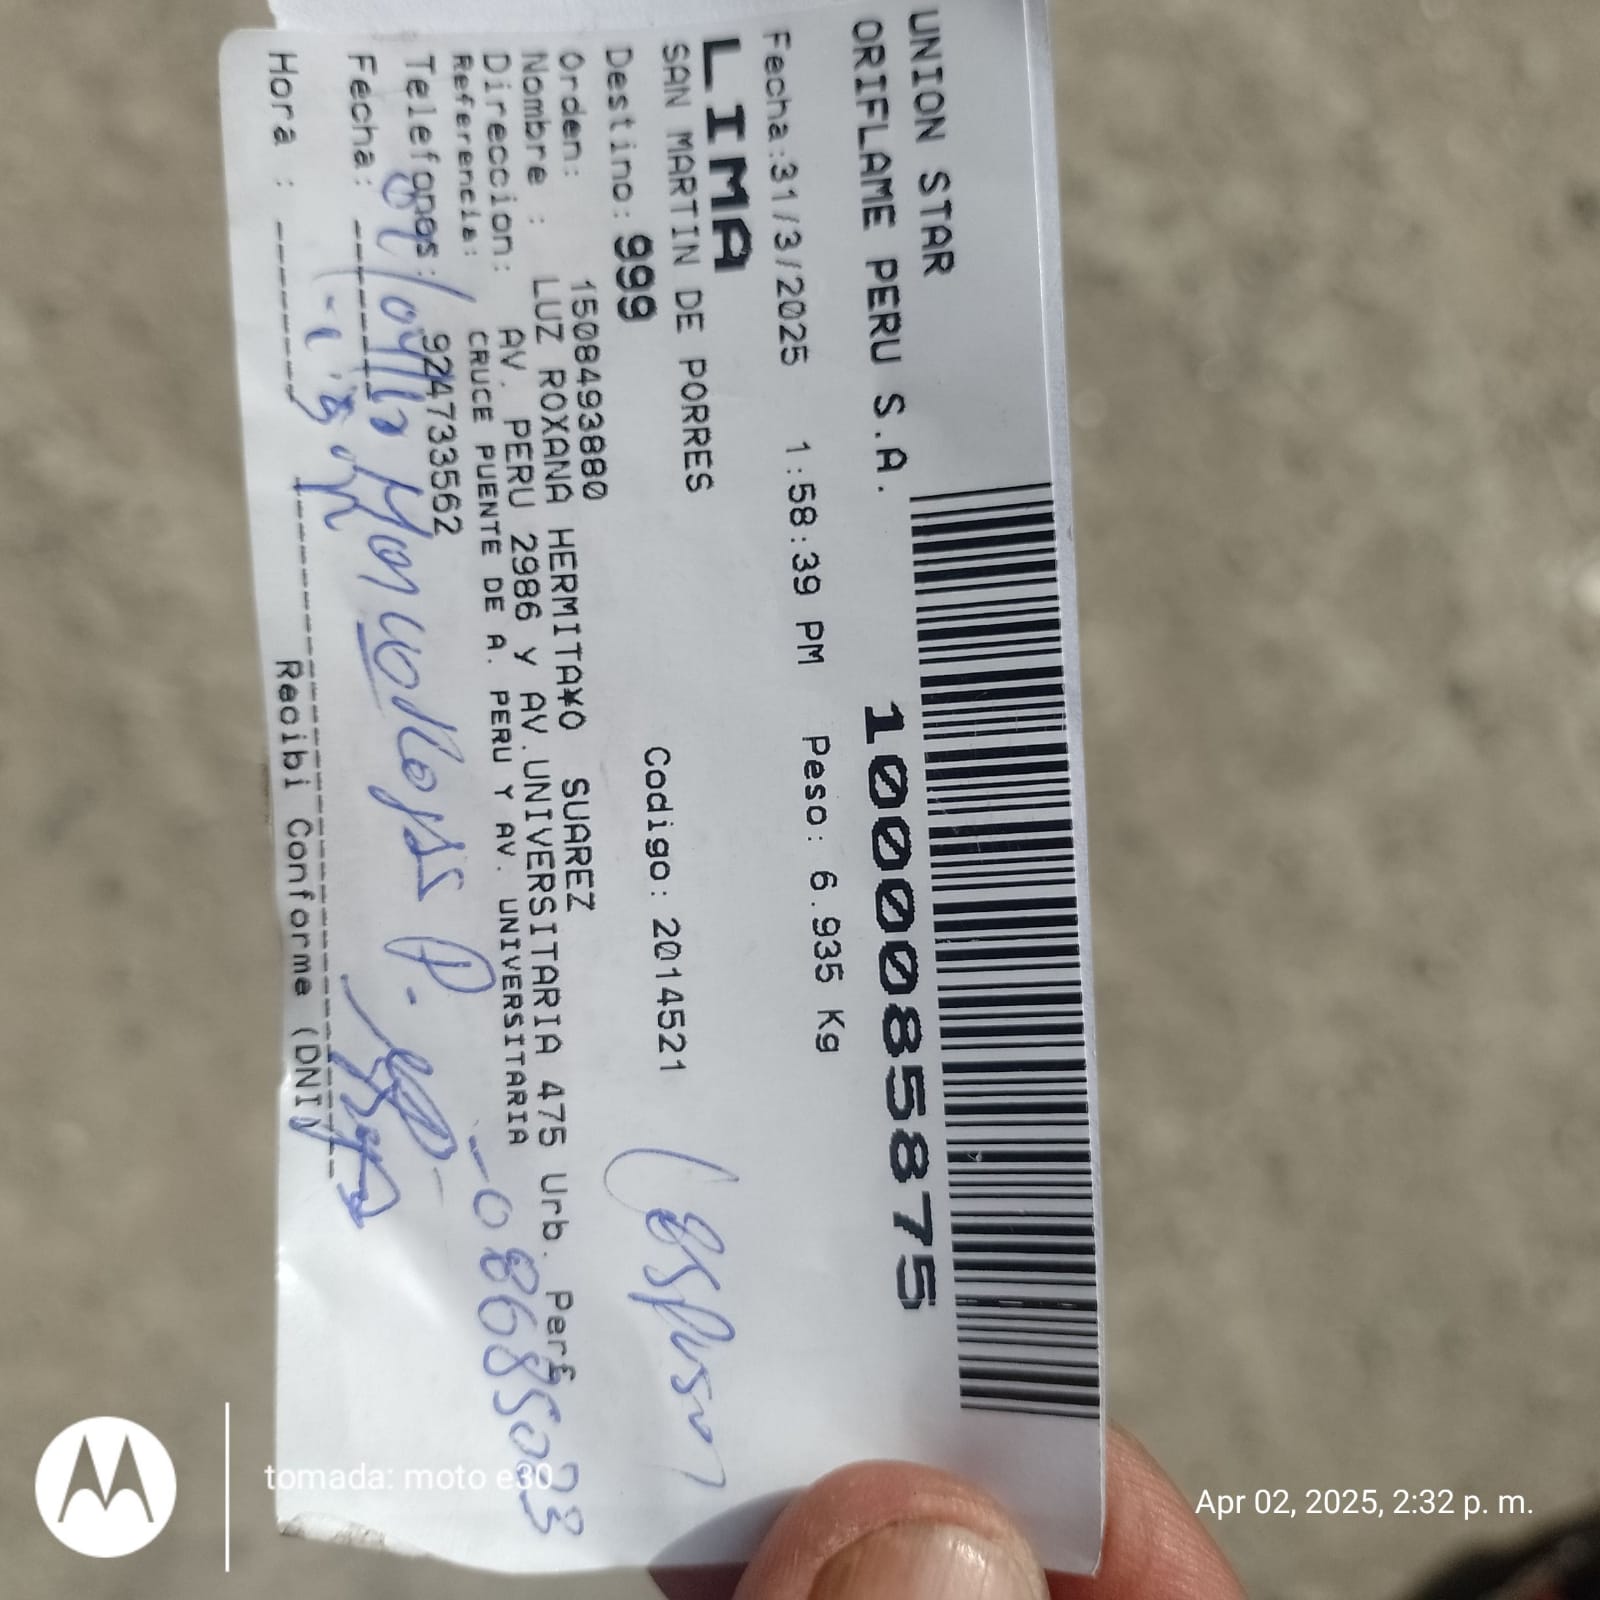 UNION STAR
ORIFLAME PERU S.A.
10000858875
Fecha:31/3/2025 1:58:39 PM Peso: 6.935 Kg
LIMA
SAN MARTIN DE PORRES
Destino: 999 Codigo: 2014521
Orden: 1508493880
Nombre : LUZ ROXANA HERMITA*O SUAREZ
Direccion: AV. PERU 2986 Y AV.UNIVERSITARIA 475 Urb. Perf
Referencia: CRUCE PUENTE DE A. PERU Y AV. UNIVERSITARIA
Telefonos: 924733562
08685023
Fecha: ------
Hora : ------
Recibi Conforme (DNI)
tomada: moto e30
Apr 02, 2025, 2:32 p. m.